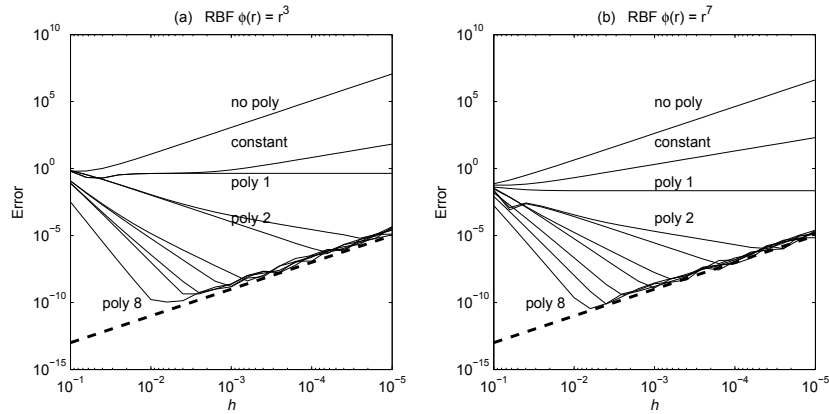 (a) RBF ϕ(r) = r³
10¹⁰
10⁵
10⁰
10⁻⁵
10⁻¹⁰
10⁻¹⁵
Error
no poly
constant
poly 1
poly 2
poly 8
10⁻¹ 10⁻² 10⁻³ 10⁻⁴ 10⁻⁵
h
(b) RBF ϕ(r) = r⁷
10¹⁰
10⁵
10⁰
10⁻⁵
10⁻¹⁰
10⁻¹⁵
Error
no poly
constant
poly 1
poly 2
poly 8
10⁻¹ 10⁻² 10⁻³ 10⁻⁴ 10⁻⁵
h